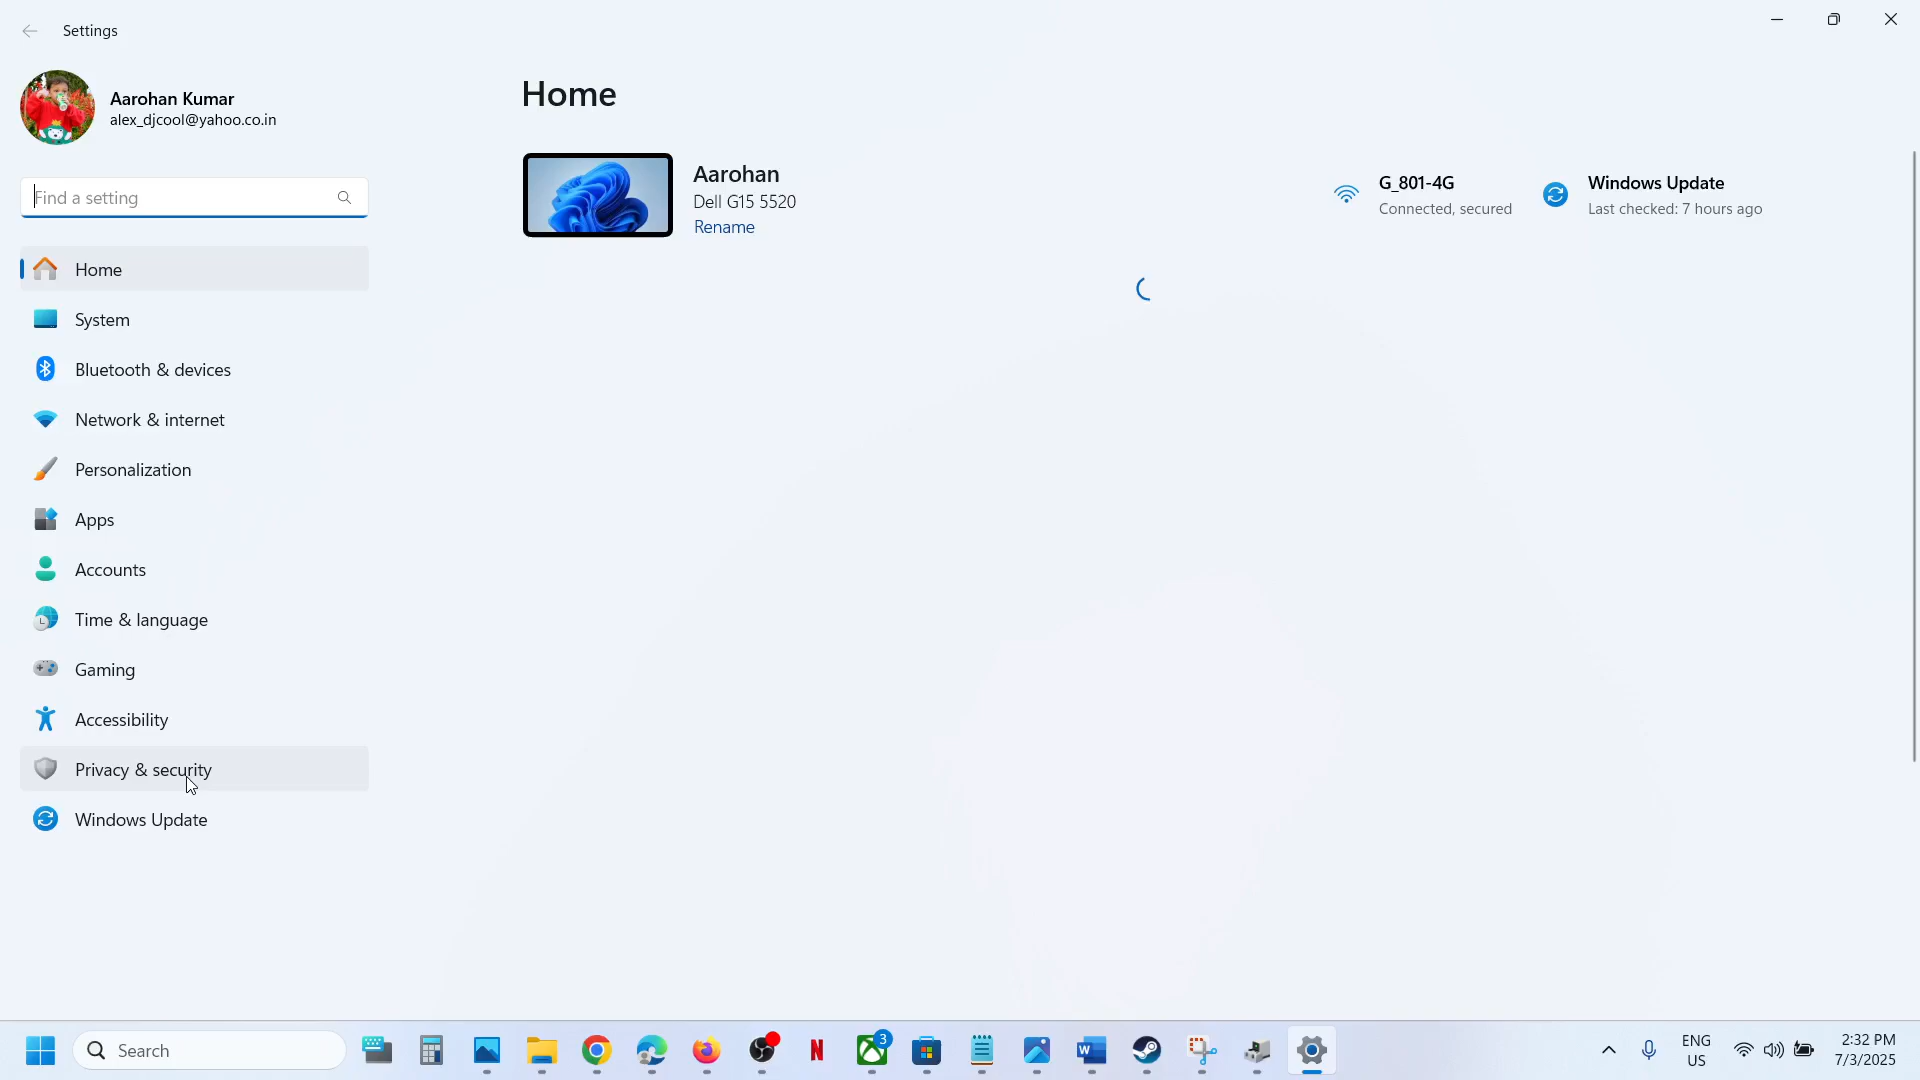 Settings
Aarohan Kumar
alex_djcool@yahoo.co.in
Find a setting
Home
System
Bluetooth & devices
Network & internet
Personalization
Apps
Accounts
Time & language
Gaming
Accessibility
Privacy & security
Windows Update
Home
Aarohan
Dell G15 5520
Rename
G_801-4G
Connected, secured
Windows Update
Last checked: 7 hours ago
Search
N
3
W
ENG
US
2:32 PM
7/3/2025